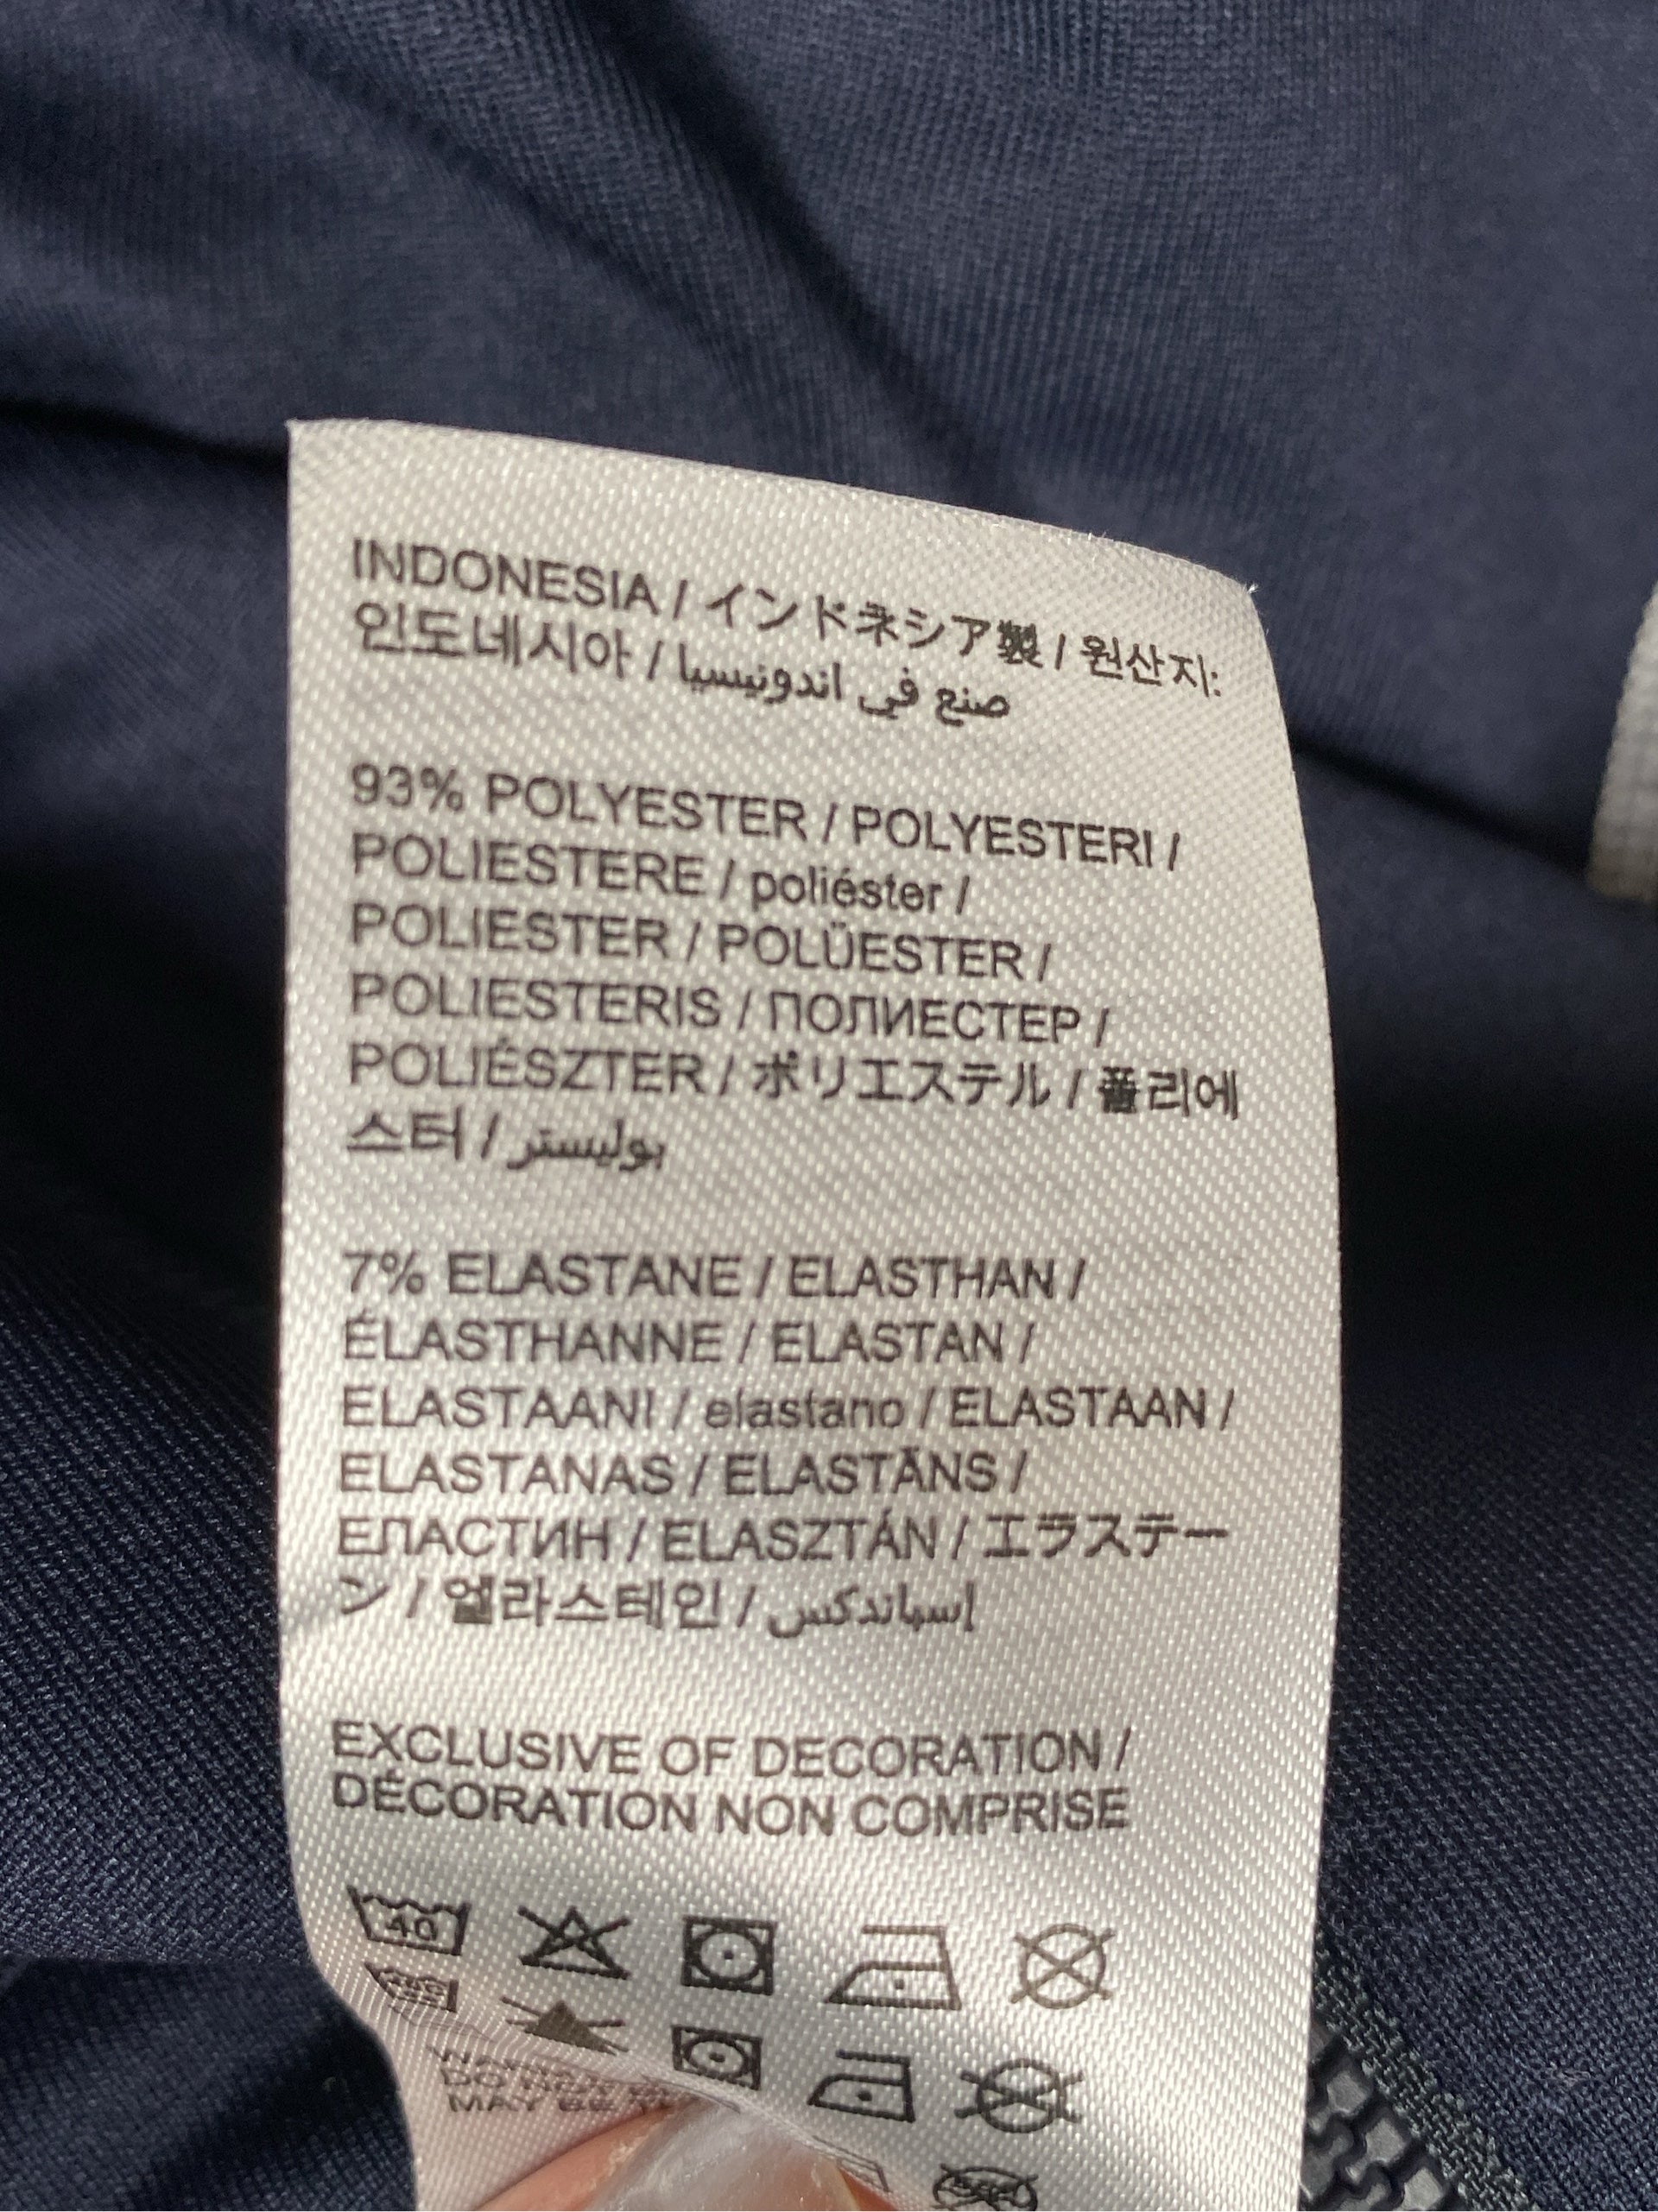 INDONESIA / インドネシア製 / 원산지:
인도네시아 / صنع في اندونيسيا
93% POLYESTER / POLYESTERI /
POLIESTERE / poliéster /
POLIESTER / POLÜESTER /
POLIESTERIS / ПОЛИЕСТЕР /
POLIÉSZTER / ポリエステル / 폴리에
스터 / بوليستر
7% ELASTANE / ELASTHAN /
ÉLASTHANNE / ELASTAN /
ELASTAANI / elastano / ELASTAAN /
ELASTANAS / ELASTĀNS /
ЕЛАСТИН / ELASZTÁN / エラステー
ン / 엘라스테인 / إسباندكس
EXCLUSIVE OF DECORATION /
DÉCORATION NON COMPRISE
40
MAY BE